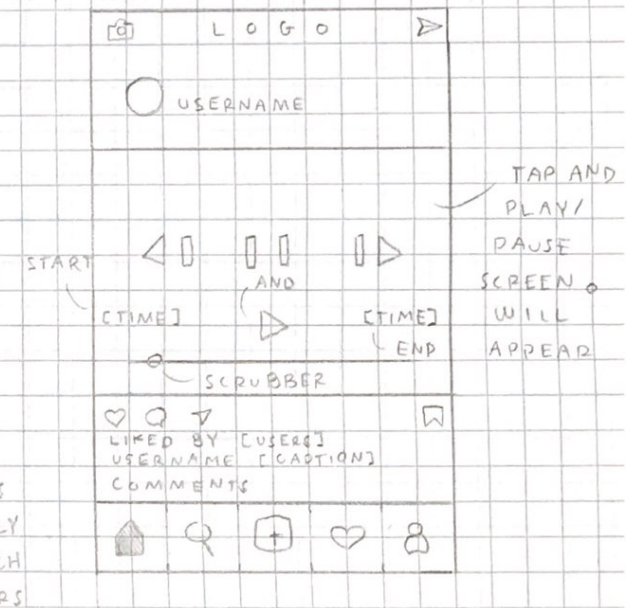 LOGO
USERNAME
TAP AND
PLAY/
PAUSE
SCREEN
WILL
APPEAR
START
AND
[TIME]
[TIME]
END
SCRUBBER
LIKED BY [USERS]
USERNAME [CAPTION]
COMMENTS